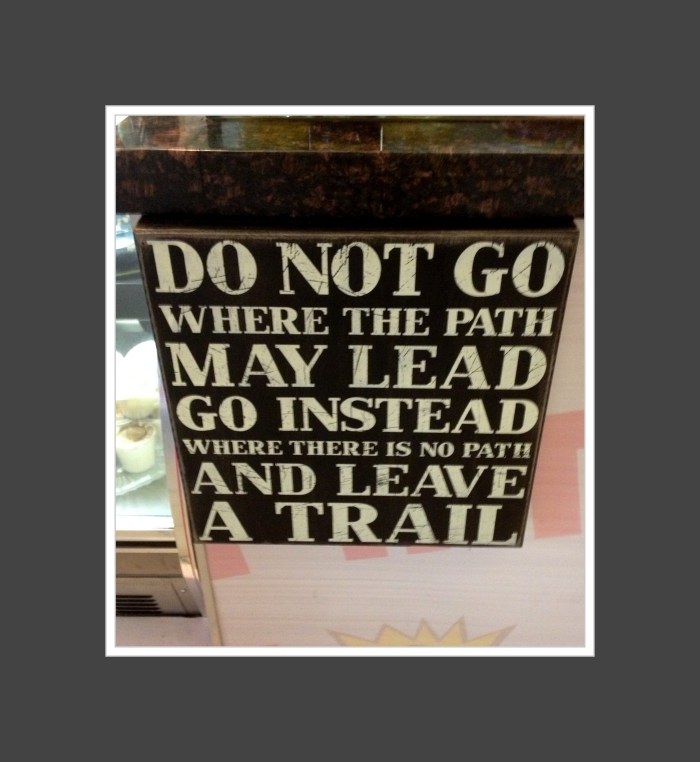 DO NOT GO
WHERE THE PATH
MAY LEAD
GO INSTEAD
WHERE THERE IS NO PATH
AND LEAVE
A TRAIL